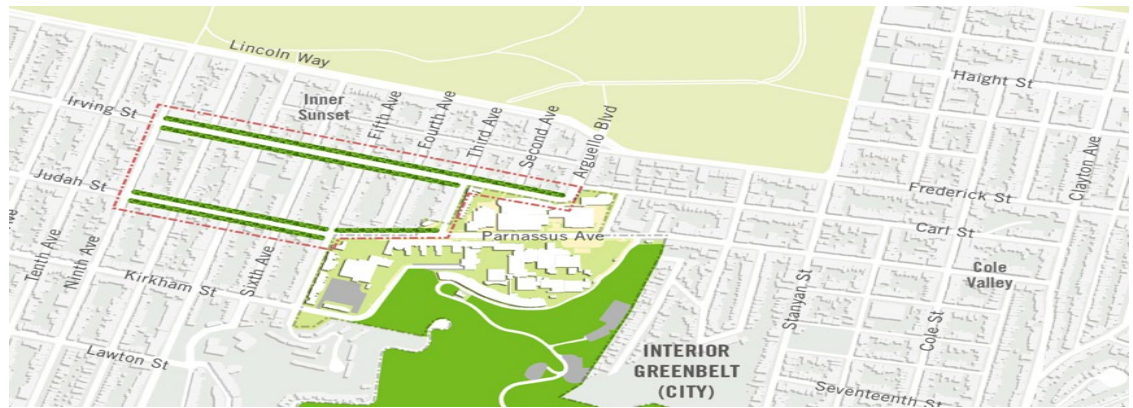 Lincoln Way
Haight St
Irving St
Inner
Sunset
Fifth Ave
Fourth Ave
Third Ave
Second Ave
Arguello Blvd
Clayton Ave
Judah St
Frederick St
Carl St
Parnassus Ave
Ave
Tenth Ave
Ninth Ave
Sixth Ave
Kirkham St
Cole
Valley
Stanyan St
Cole St
Lawton St
INTERIOR
GREENBELT
(CITY)
Seventeenth St